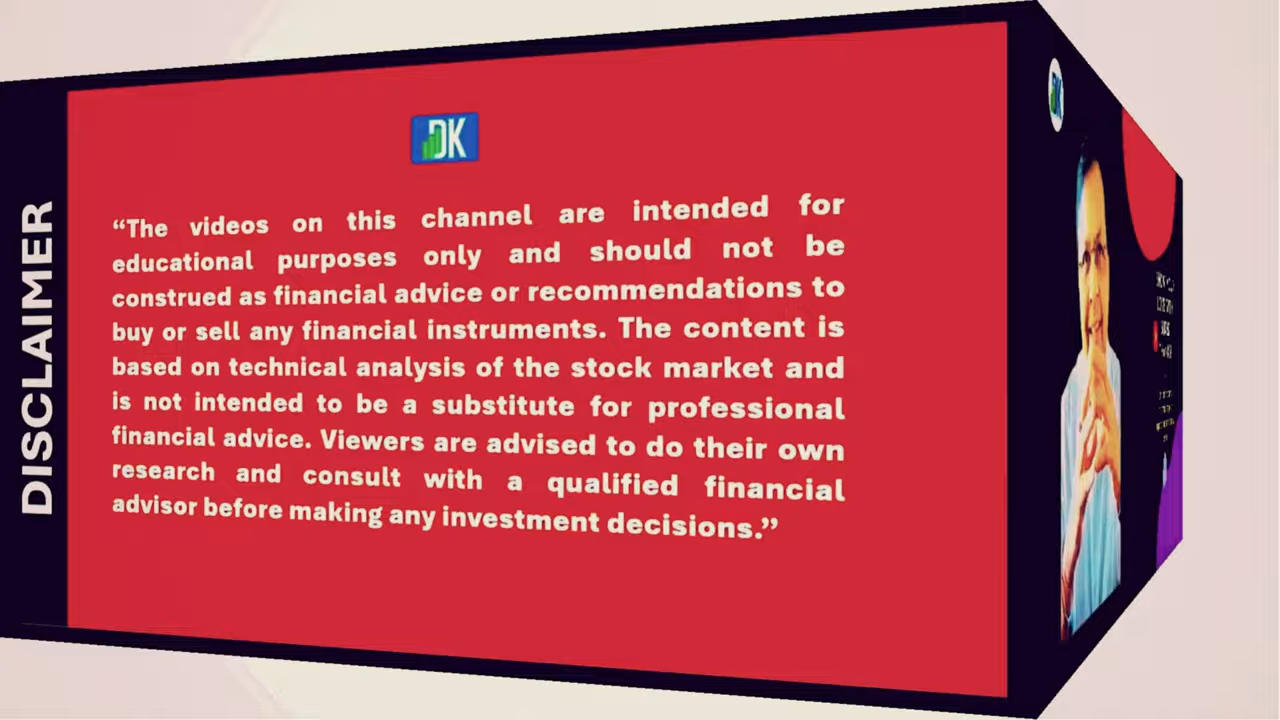 DISCLAIMER
DK
“The videos on this channel are intended for
educational purposes only and should not be
construed as financial advice or recommendations to
buy or sell any financial instruments. The content is
based on technical analysis of the stock market and
is not intended to be a substitute for professional
financial advice. Viewers are advised to do their own
research and consult with a qualified financial
advisor before making any investment decisions.”
DK